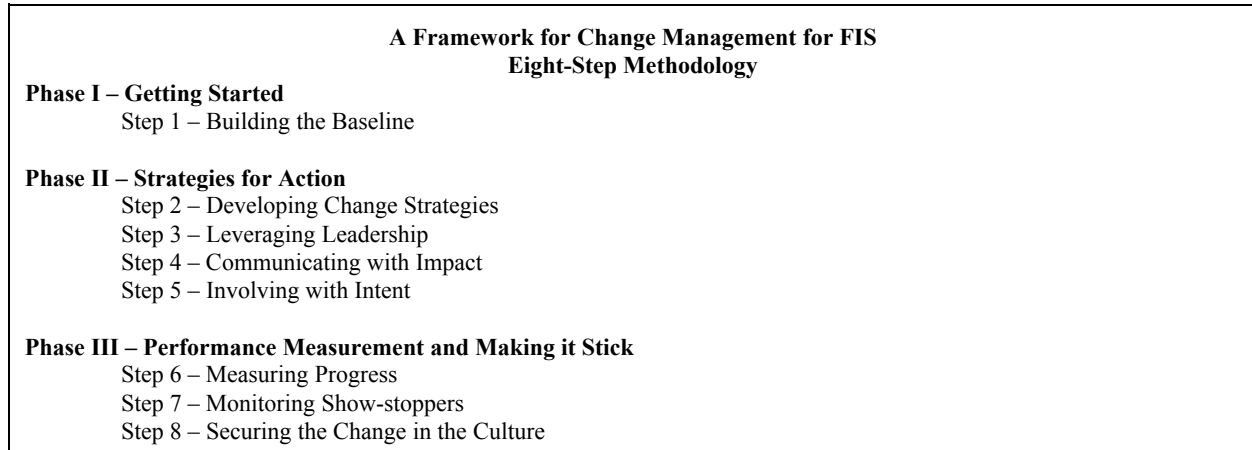 A Framework for Change Management for FIS
Eight-Step Methodology
Phase I – Getting Started
Step 1 – Building the Baseline
Phase II – Strategies for Action
Step 2 – Developing Change Strategies
Step 3 – Leveraging Leadership
Step 4 – Communicating with Impact
Step 5 – Involving with Intent
Phase III – Performance Measurement and Making it Stick
Step 6 – Measuring Progress
Step 7 – Monitoring Show-stoppers
Step 8 – Securing the Change in the Culture